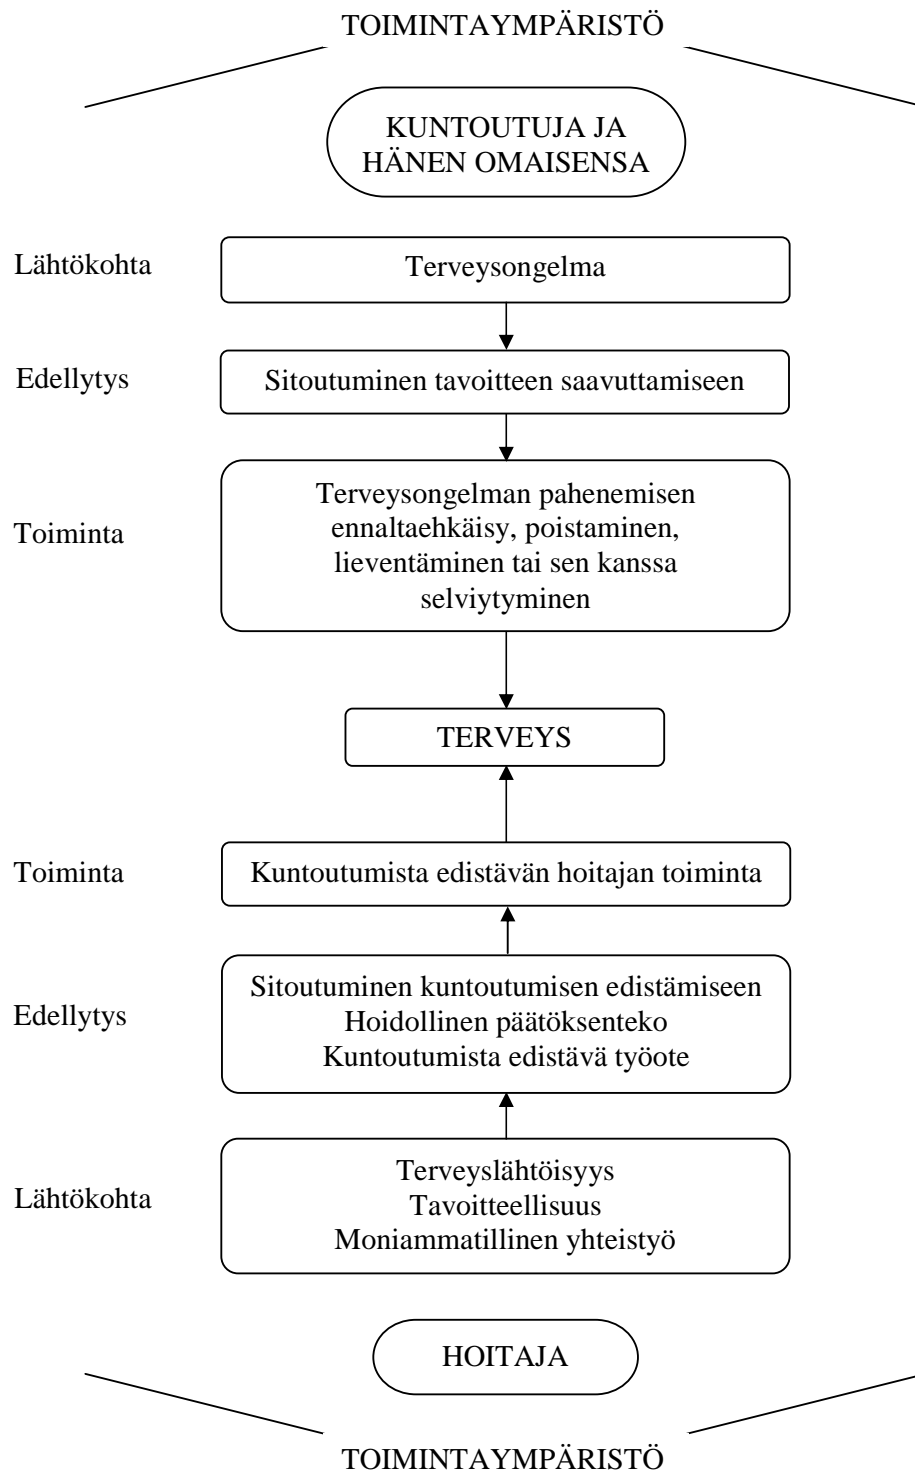 TOIMINTAYMPÄRISTÖ
KUNTOUTUJA JA
HÄNEN OMAISENSA
Lähtökohta
Terveysongelma
Edellytys
Sitoutuminen tavoitteen saavuttamiseen
Toiminta
Terveysongelman pahenemisen
ennaltaehkäisy, poistaminen,
lieventäminen tai sen kanssa
selviytyminen
TERVEYS
Toiminta
Kuntoutumista edistävän hoitajan toiminta
Edellytys
Sitoutuminen kuntoutumisen edistämiseen
Hoidollinen päätöksenteko
Kuntoutumista edistävä työote
Lähtökohta
Terveyslähtöisyys
Tavoitteellisuus
Moniammatillinen yhteistyö
HOITAJA
TOIMINTAYMPÄRISTÖ